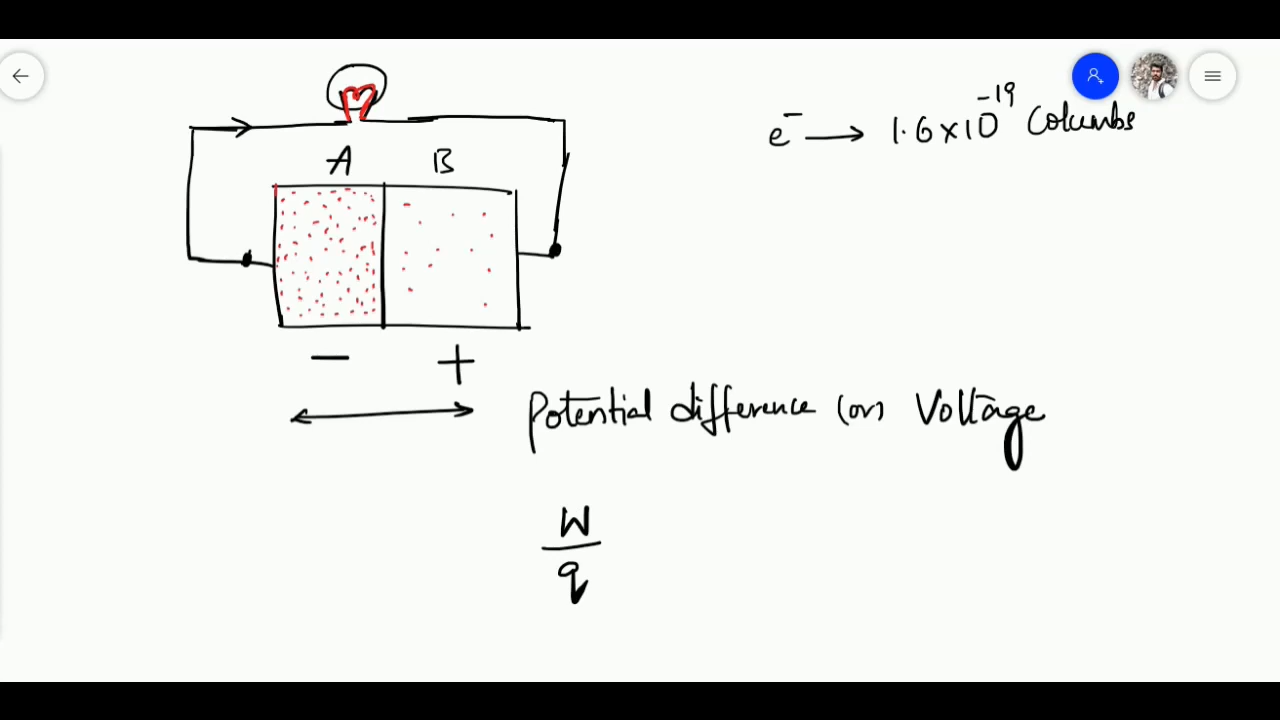 e⁻ → 1.6×10⁻¹⁹ Columbs
A B
− +
Potential difference (or) Voltage
W
q